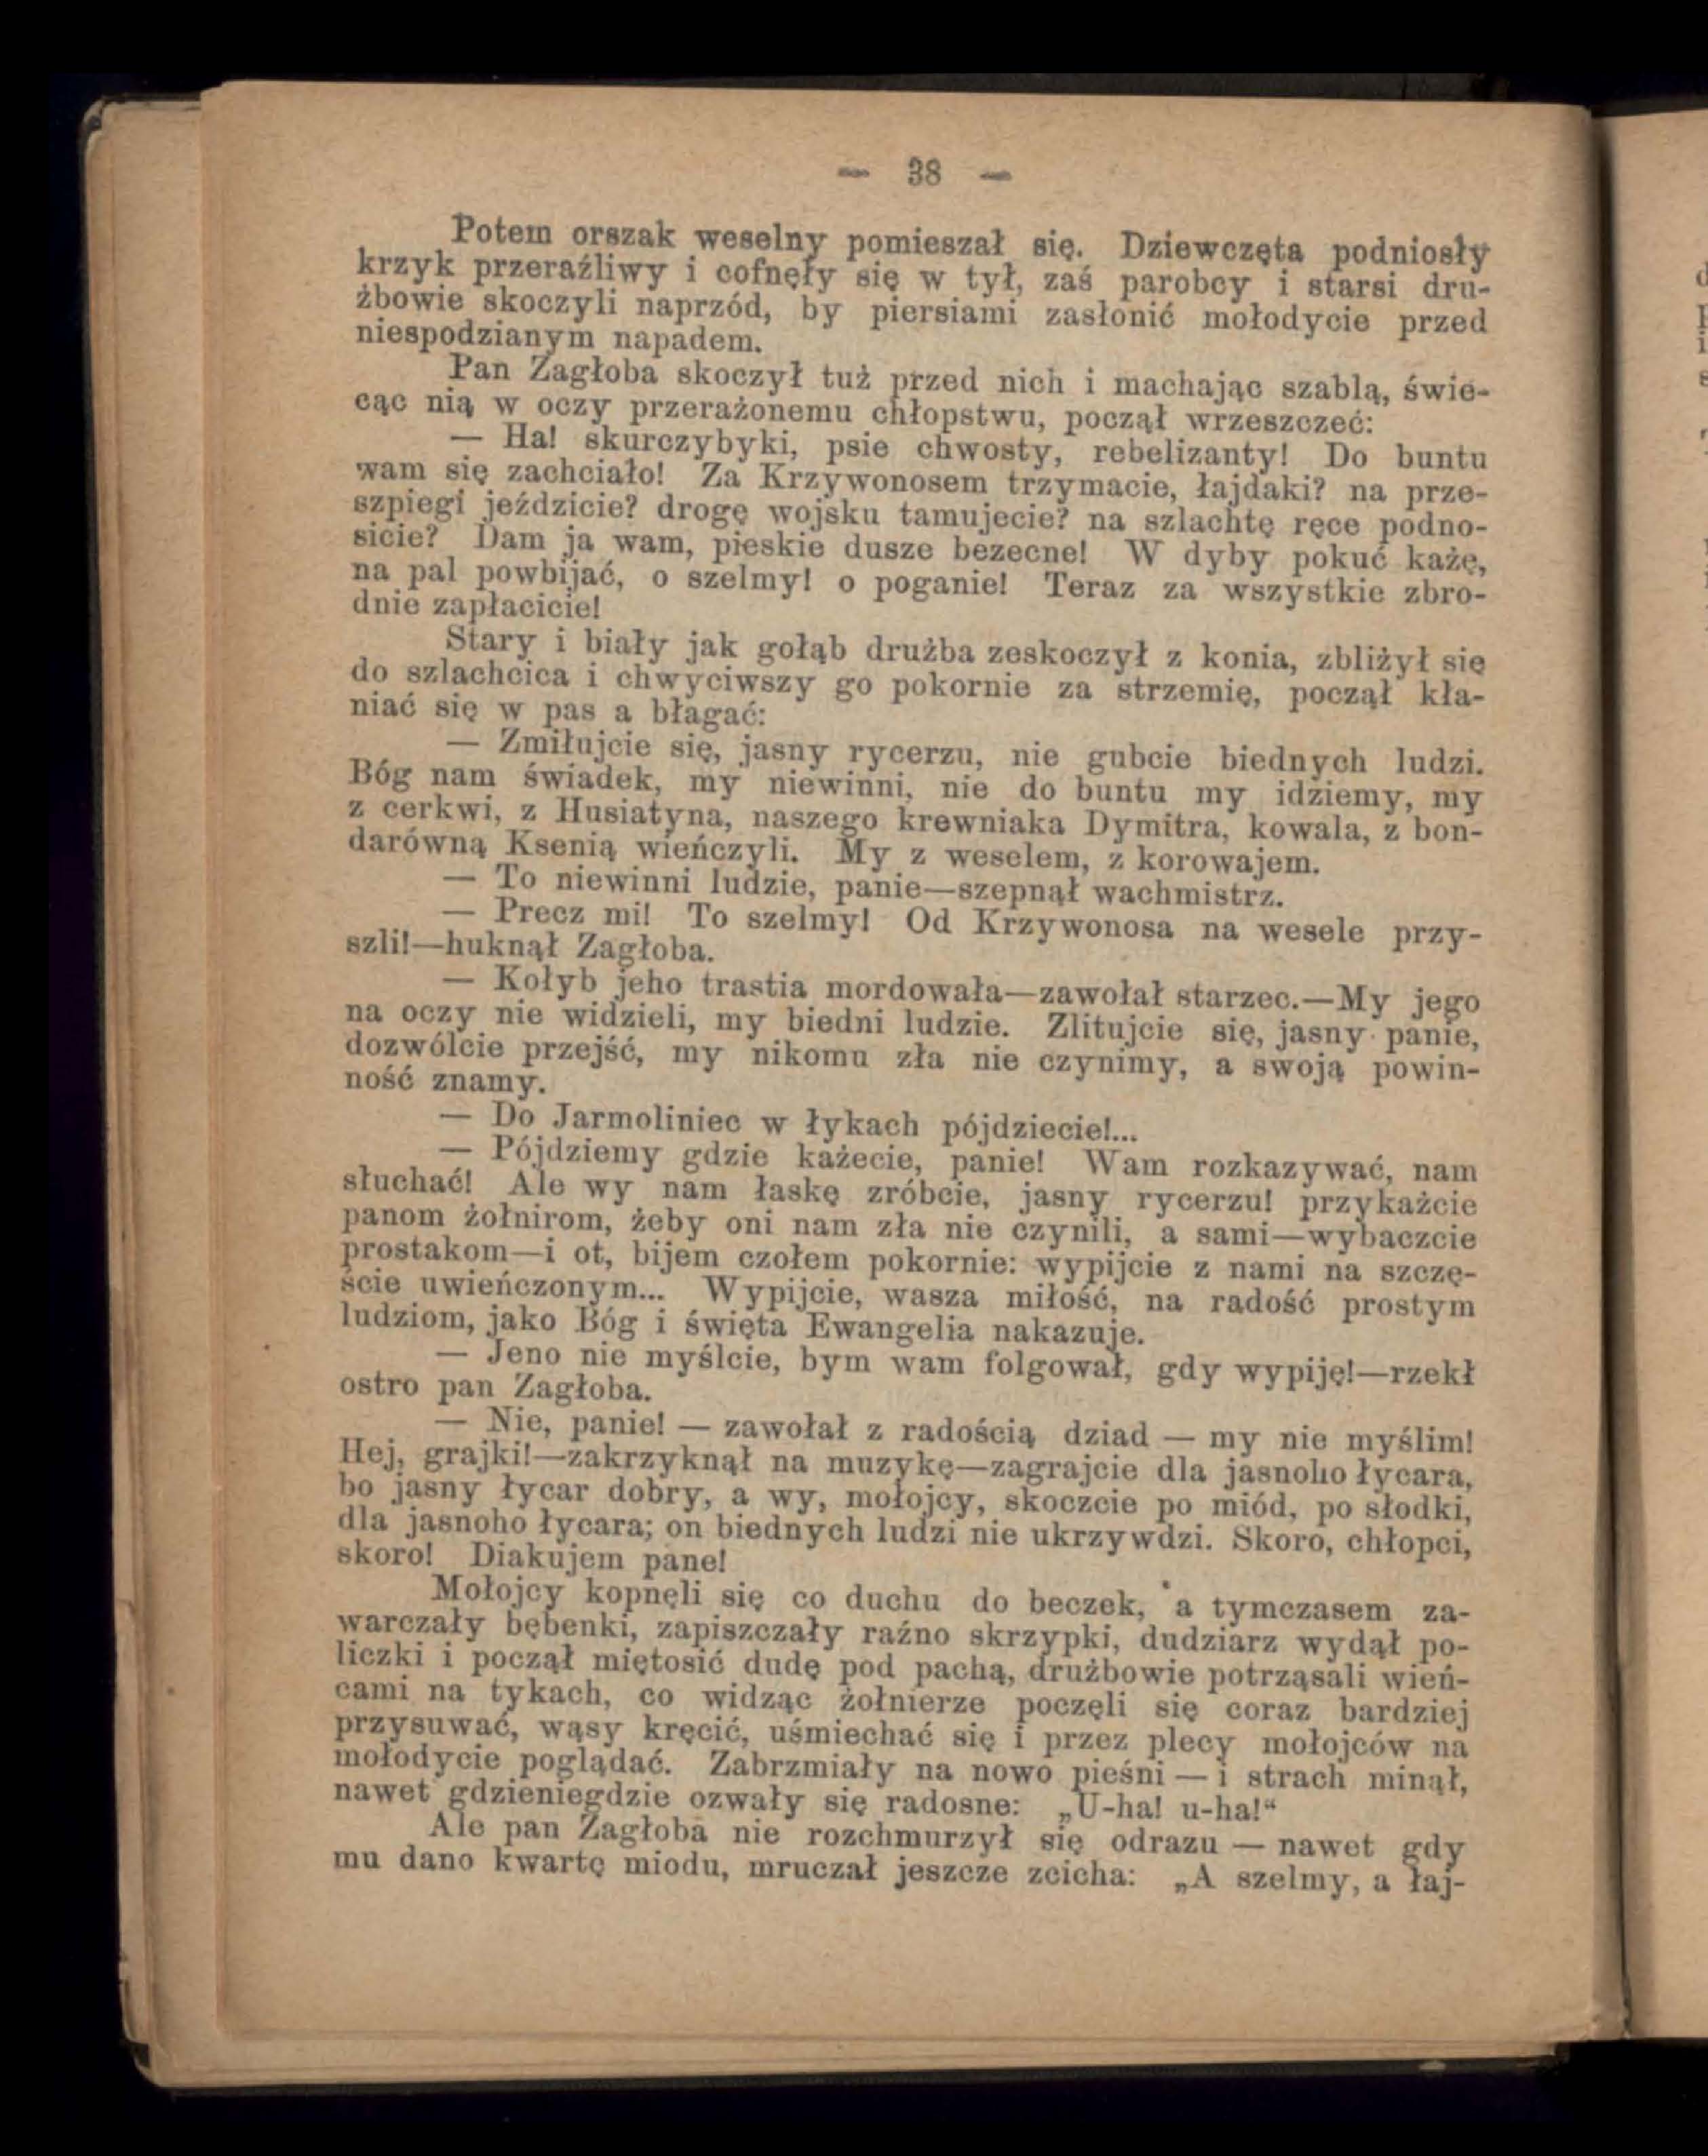 — 38 —
Potem orszak weselny pomieszał się. Dziewczęta podniosły
krzyk przeraźliwy i cofnęły się w tył, zaś parobcy i starsi dru-
żbowie skoczyli naprzód, by piersiami zasłonić mołodycie przed
niespodzianym napadem.
Pan Zagłoba skoczył tuż przed nich i machając szablą, świe-
cąc nią w oczy przerażonemu chłopstwu, począł wrzeszczeć:
— Ha! skurczybyki, psie chwosty, rebelizanty! Do buntu
wam się zachciało! Za Krzywonosem trzymacie, łajdaki? na prze-
szpiegi jeździcie? drogę wojsku tamujecie? na szlachtę ręce podno-
sicie? Dam ja wam, pieskie dusze bezecne! W dyby pokuć każę,
na pal powbijać, o szelmy! o poganie! Teraz za wszystkie zbro-
dnie zapłacicie!
Stary i biały jak gołąb drużba zeskoczył z konia, zbliżył się
do szlachcica i chwyciwszy go pokornie za strzemię, począł kła-
niać się w pas a błagać:
— Zmiłujcie się, jasny rycerzu, nie gubcie biednych ludzi.
Bóg nam świadek, my niewinni, nie do buntu my idziemy, my
z cerkwi, z Husiatyna, naszego krewniaka Dymitra, kowala, z bon-
darówną Ksenią wieńczyli. My z weselem, z korowajem.
— To niewinni ludzie, panie—szepnął wachmistrz.
— Precz mi! To szelmy! Od Krzywonosa na wesele przy-
szli!—huknął Zagłoba.
— Kołyb jeho trastia mordowała—zawołał starzec.—My jego
na oczy nie widzieli, my biedni ludzie. Zlitujcie się, jasny panie,
dozwólcie przejść, my nikomu zła nie czynimy, a swoją powin-
ność znamy.
— Do Jarmoliniec w łykach pójdziecie!...
— Pójdziemy gdzie każecie, panie! Wam rozkazywać, nam
słuchać! Ale wy nam łaskę zróbcie, jasny rycerzu! przykażcie
panom żołnirom, żeby oni nam zła nie czynili, a sami—wybaczcie
prostakom—i ot, bijem czołem pokornie: wypijcie z nami na szczę-
ście uwieńczonym... Wypijcie, wasza miłość, na radość prostym
ludziom, jako Bóg i święta Ewangelia nakazuje.
— Jeno nie myślcie, bym wam folgował, gdy wypiję!—rzekł
ostro pan Zagłoba.
— Nie, panie! — zawołał z radością dziad — my nie myślim!
Hej, grajki!—zakrzyknął na muzykę—zagrajcie dla jasnoho łycara,
bo jasny łycar dobry, a wy, mołojcy, skoczcie po miód, po słodki,
dla jasnoho łycara; on biednych ludzi nie ukrzywdzi. Skoro, chłopci,
skoro! Diakujem pane!
Mołojcy kopnęli się co duchu do beczek, a tymczasem za-
warczały bębenki, zapiszczały raźno skrzypki, dudziarz wydął po-
liczki i począł miętosić dudę pod pachą, drużbowie potrząsali wień-
cami na tykach, co widząc żołnierze poczęli się coraz bardziej
przysuwać, wąsy kręcić, uśmiechać się i przez plecy mołojców na
mołodycie poglądać. Zabrzmiały na nowo pieśni — i strach minął,
nawet gdzieniegdzie ozwały się radosne: „U-ha! u-ha!“
Ale pan Zagłoba nie rozchmurzył się odrazu — nawet gdy
mu dano kwartę miodu, mruczał jeszcze zcicha: „A szelmy, a łaj-